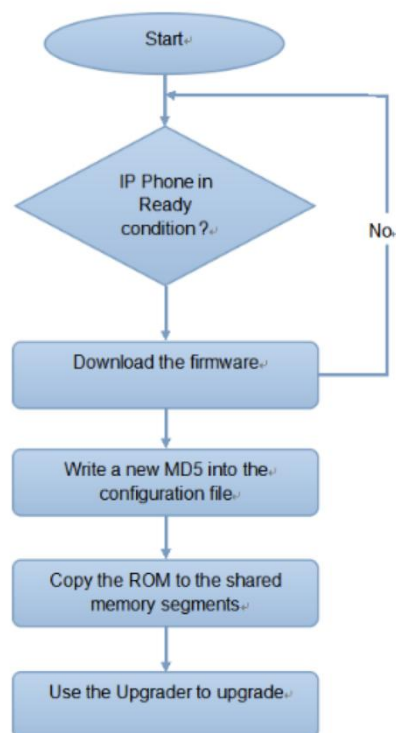 Start
IP Phone in
Ready
condition?
No
Download the firmware
Write a new MD5 into the
configuration file
Copy the ROM to the shared
memory segments
Use the Upgrader to upgrade